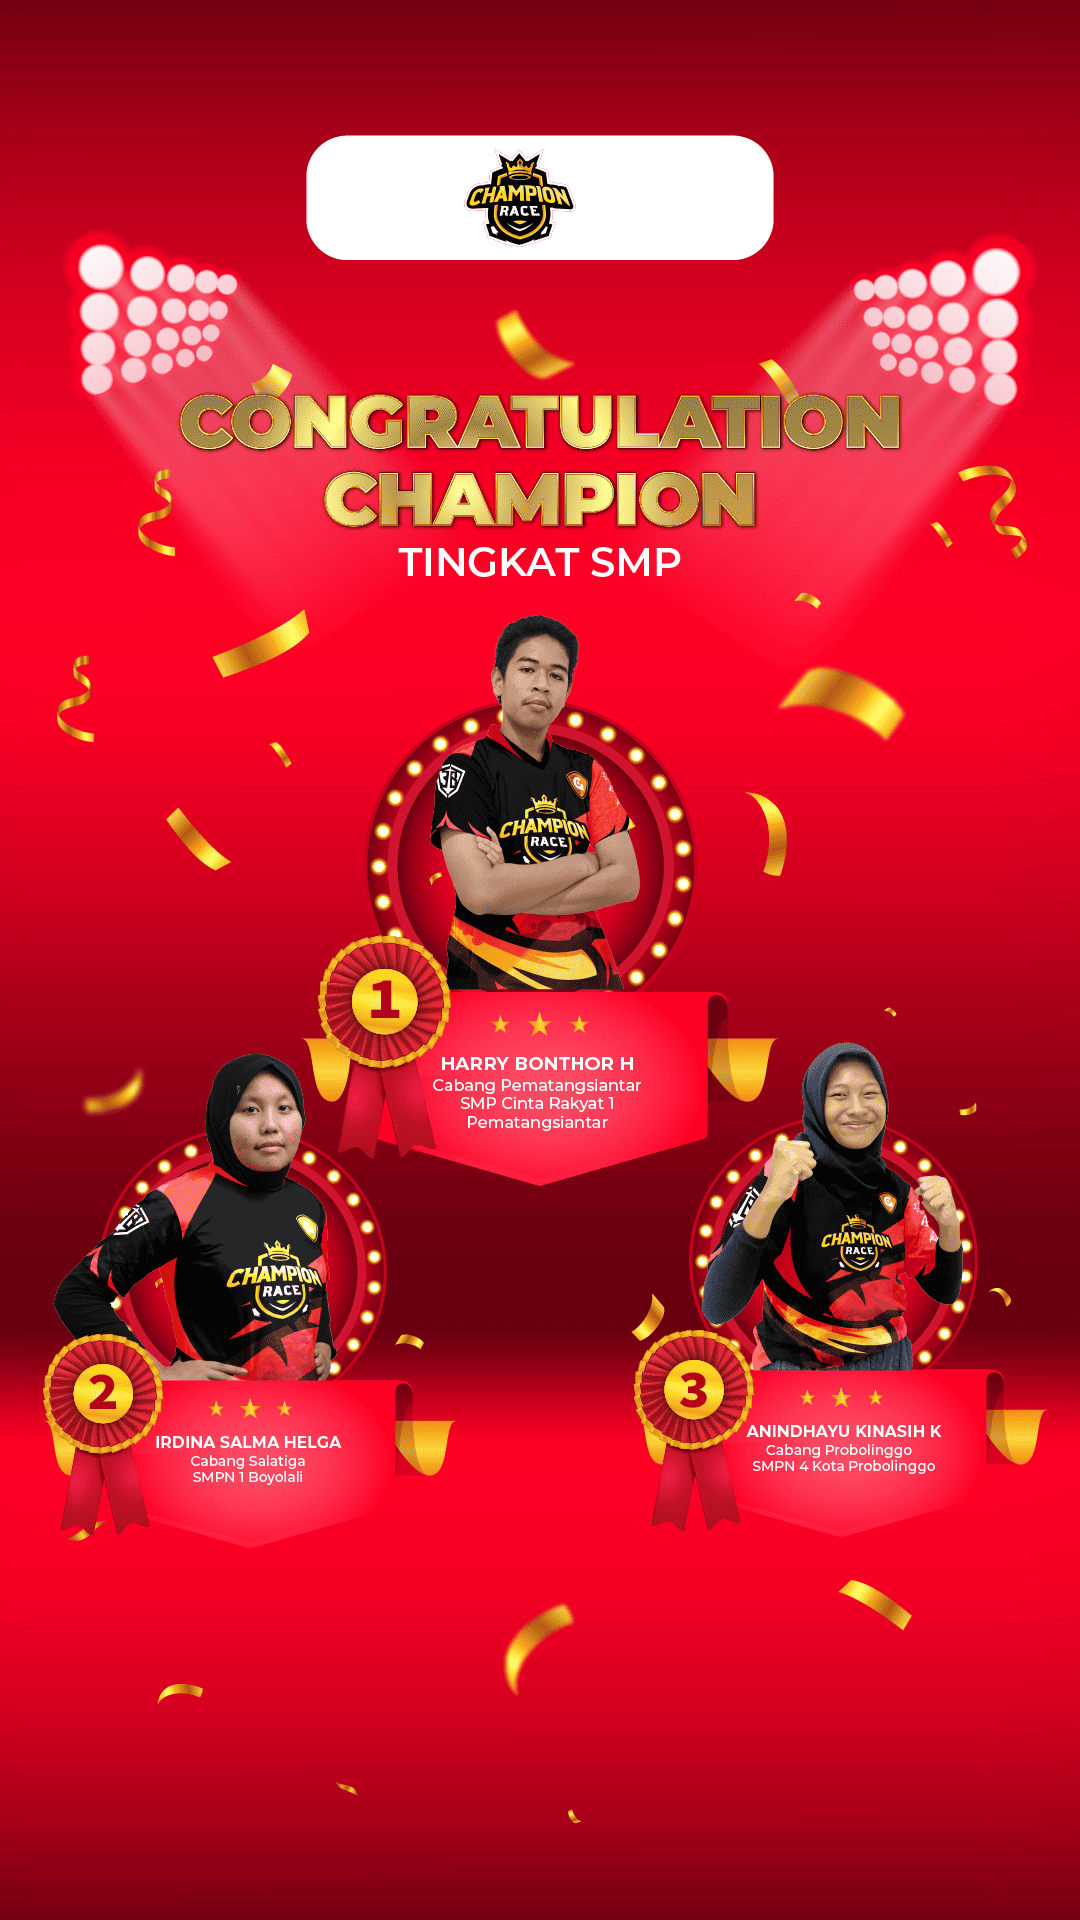 CHAMPION
RACE
CONGRATULATION
CHAMPION
TINGKAT SMP
CHAMPION
RACE
1
HARRY BONTHOR H
Cabang Pematangsiantar
SMP Cinta Rakyat 1
Pematangsiantar
CHAMPION
RACE
2
IRDINA SALMA HELGA
Cabang Salatiga
SMPN 1 Boyolali
CHAMPION
RACE
3
ANINDHAYU KINASIH K
Cabang Probolinggo
SMPN 4 Kota Probolinggo